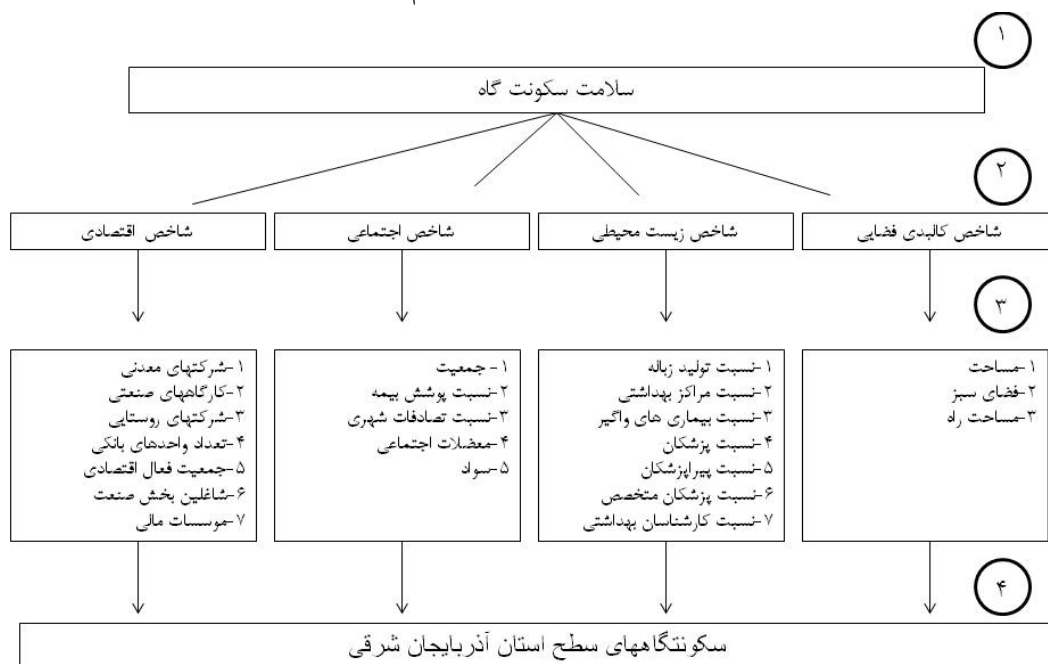 ۱
سلامت سکونت گاه
۲
شاخص کالبدی فضایی
شاخص زیست محیطی
شاخص اجتماعی
شاخص اقتصادی
۳
۱-مساحت
۲-فضای سبز
۳-مساحت راه
۱-نسبت تولید زباله
۲-نسبت مراکز بهداشتی
۳-نسبت بیماری های واگیر
۴-نسبت پزشکان
۵-نسبت پیراپزشکان
۶-نسبت پزشکان متخصص
۷-نسبت کارشناسان بهداشتی
۱-جمعیت
۲-نسبت پوشش بیمه
۳-نسبت تصادفات شهری
۴-معضلات اجتماعی
۵-سواد
۱-شرکتهای معدنی
۲-کارگاههای صنعتی
۳-شرکتهای روستایی
۴-تعداد واحدهای بانکی
۵-جمعیت فعال اقتصادی
۶-شاغلین بخش صنعت
۷-موسسات مالی
۴
سکونتگاههای سطح استان آذربایجان شرقی